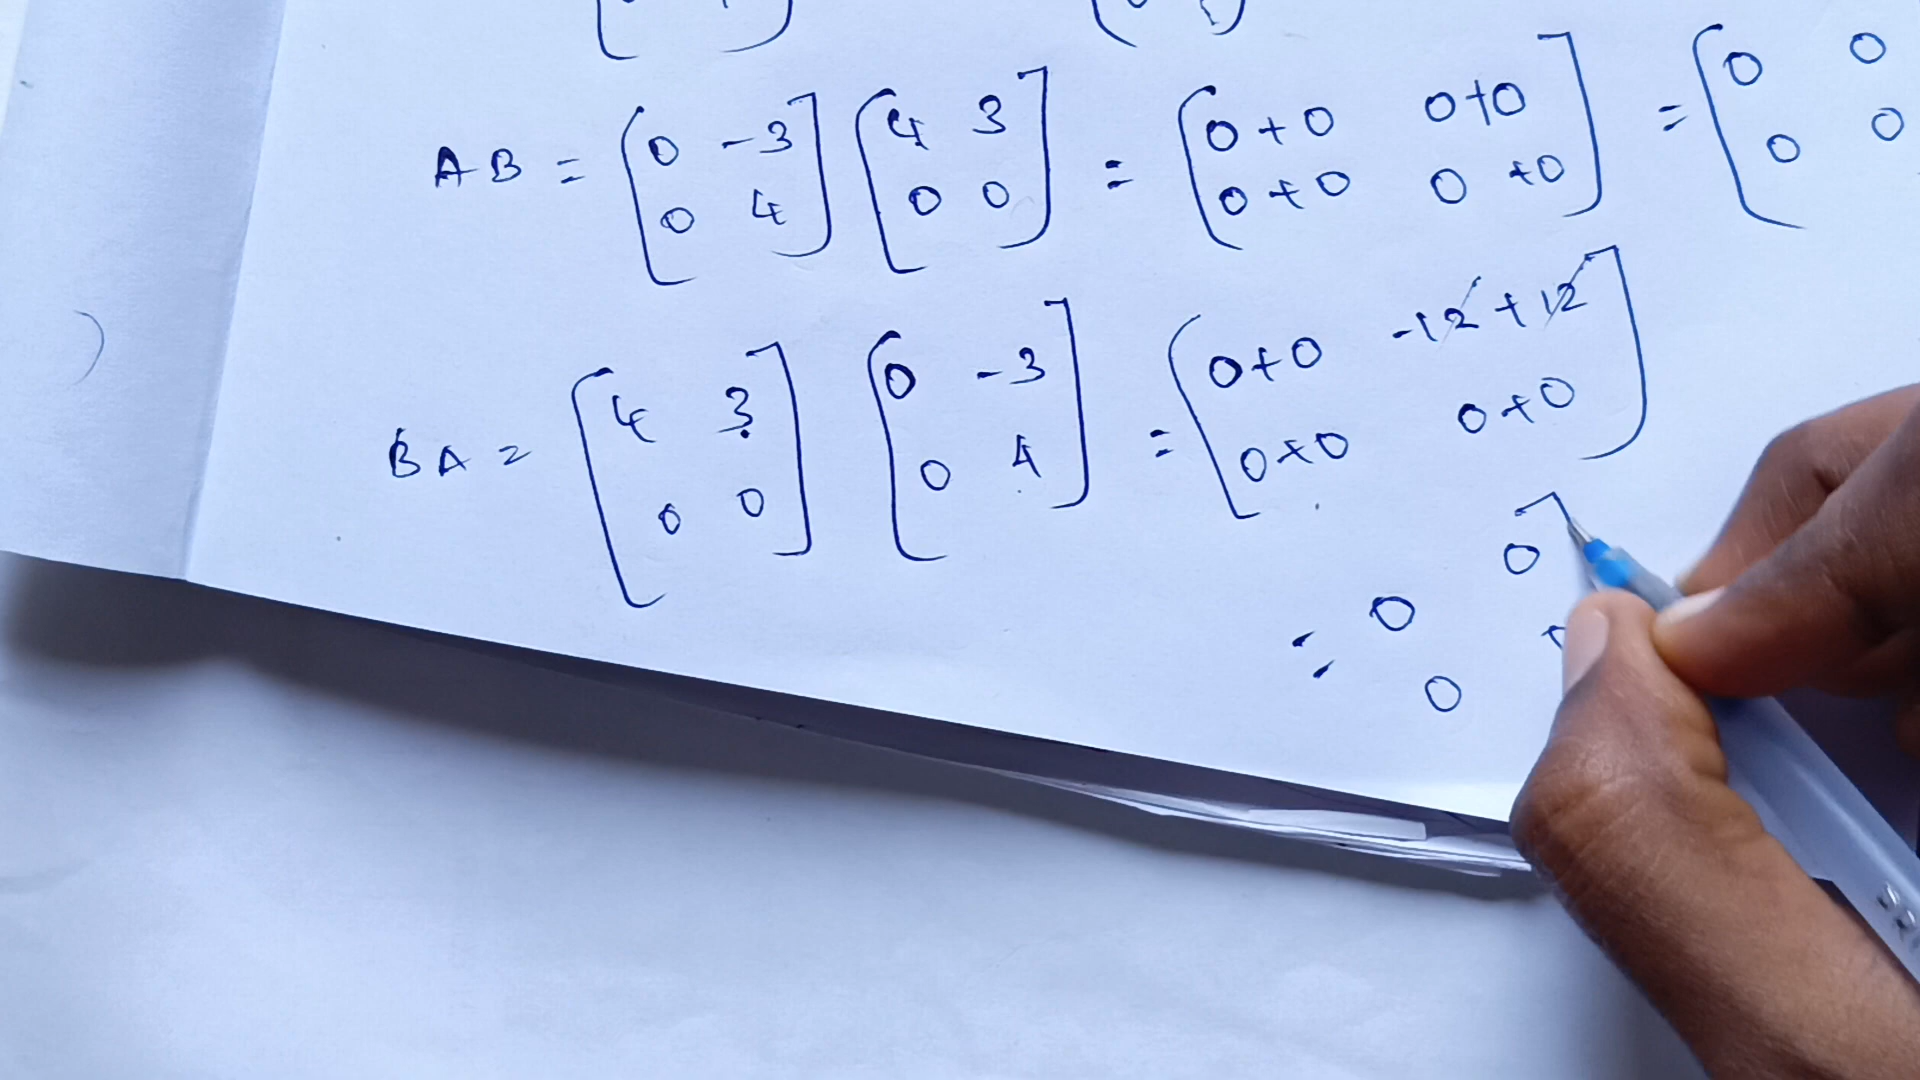 AB = [0 -3] [4 3] = [0+0 0+0] = [0 0
0 4 0 0 0+0 0 +0 0 0
BA = [4 3] [0 -3] = [0+0 -12+12]
0 0 0 4 0+0 0+0
= 0 0]
0